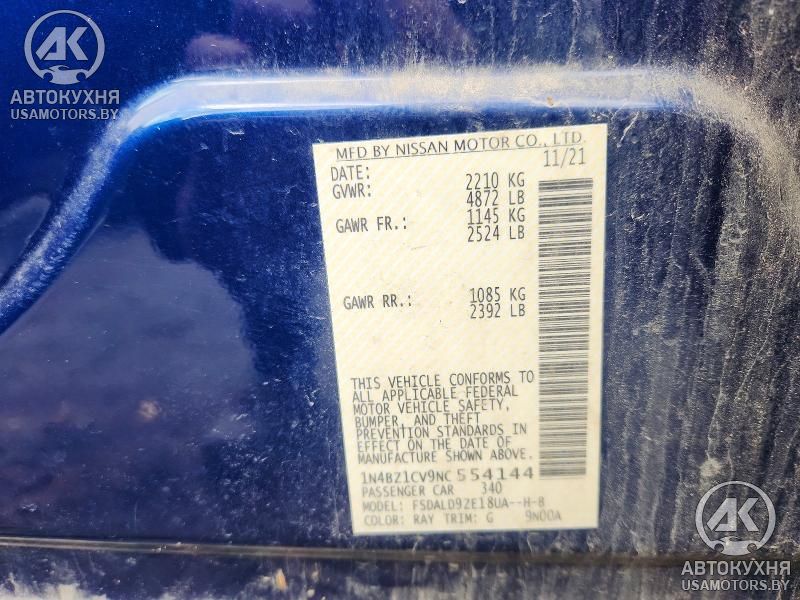 АК
АВТОКУХНЯ
USAMOTORS.BY
MFD BY NISSAN MOTOR CO., LTD.
DATE: 11/21
GVWR: 2210 KG
4872 LB
GAWR FR.: 1145 KG
2524 LB
GAWR RR.: 1085 KG
2392 LB
THIS VEHICLE CONFORMS TO
ALL APPLICABLE FEDERAL
MOTOR VEHICLE SAFETY,
BUMPER, AND THEFT
PREVENTION STANDARDS IN
EFFECT ON THE DATE OF
MANUFACTURE SHOWN ABOVE.
1N4BZ1CV9NC554144
PASSENGER CAR 340
MODEL: FSDALD9ZE18UA--H-8
COLOR: RAY TRIM: G 9N00A
АК
АВТОКУХНЯ
USAMOTORS.BY